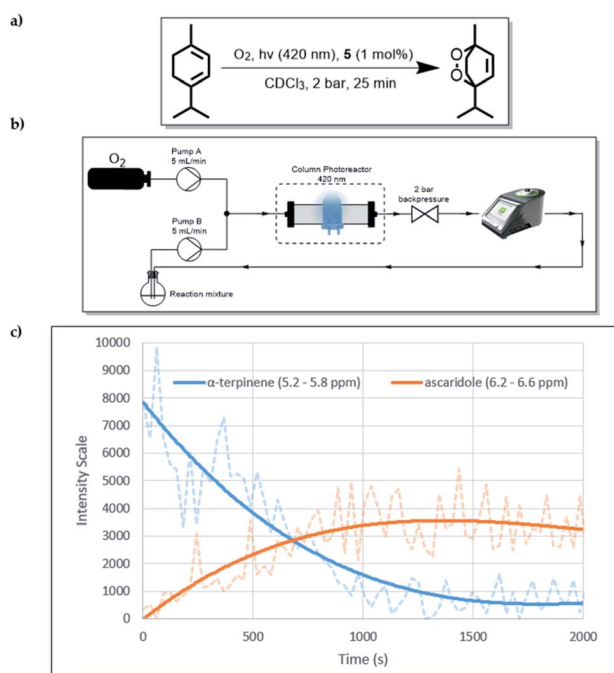 a)
O2, hν (420 nm), 5 (1 mol%)
CDCl3, 2 bar, 25 min
O
O
b)
O2
Pump A
5 mL/min
Column Photoreactor
420 nm
2 bar
backpressure
Pump B
5 mL/min
Reaction mixture
c)
10000
9000
8000
7000
6000
5000
4000
3000
2000
1000
0
Intensity Scale
α-terpinene (5.2 - 5.8 ppm)
ascaridole (6.2 - 6.6 ppm)
0
500
1000
1500
2000
Time (s)